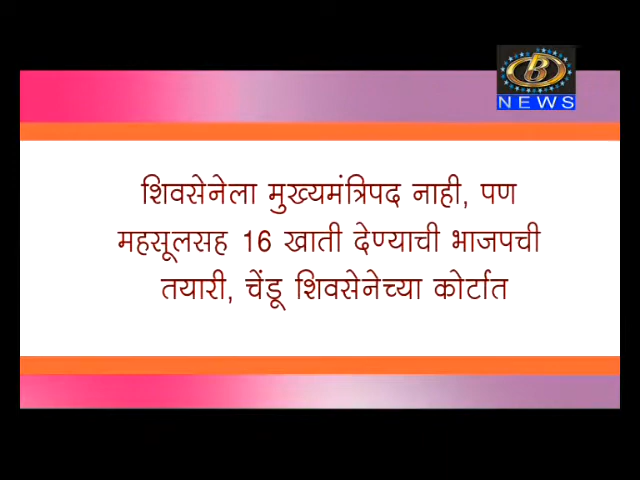 B
NEWS
शिवसेनेला मुख्यमंत्रिपद नाही, पण
महसूलसह 16 खाती देण्याची भाजपची
तयारी, चेंडू शिवसेनेच्या कोर्टात